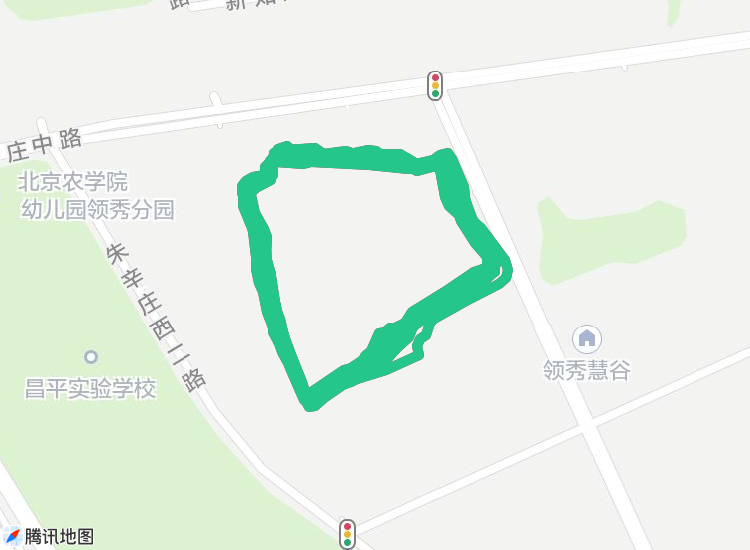 庄中路
北京农学院
幼儿园领秀分园
朱辛庄西二路
领秀慧谷
昌平实验学校
腾讯地图